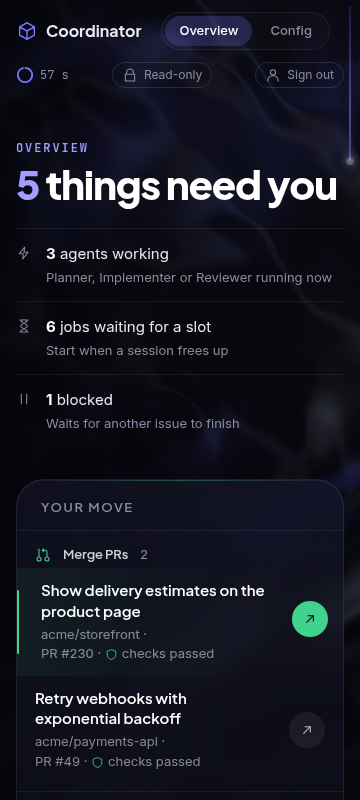 Coordinator
Overview
Config
57 s
Read-only
Sign out
OVERVIEW
5 things need you
3 agents working
Planner, Implementer or Reviewer running now
6 jobs waiting for a slot
Start when a session frees up
1 blocked
Waits for another issue to finish
YOUR MOVE
Merge PRs 2
Show delivery estimates on the
product page
acme/storefront ·
PR #230 · checks passed
Retry webhooks with
exponential backoff
acme/payments-api ·
PR #49 · checks passed